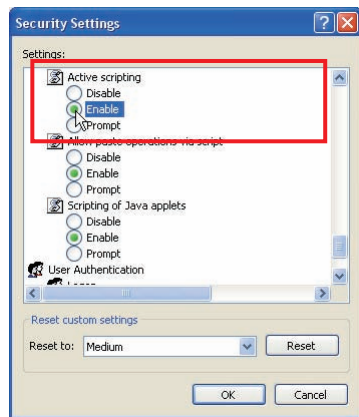 Security Settings
Settings:
Active scripting
Disable
Enable
Prompt
Allow paste operations via script
Disable
Enable
Prompt
Scripting of Java applets
Disable
Enable
Prompt
User Authentication
Logon
Reset custom settings
Reset to: Medium Reset
OK Cancel